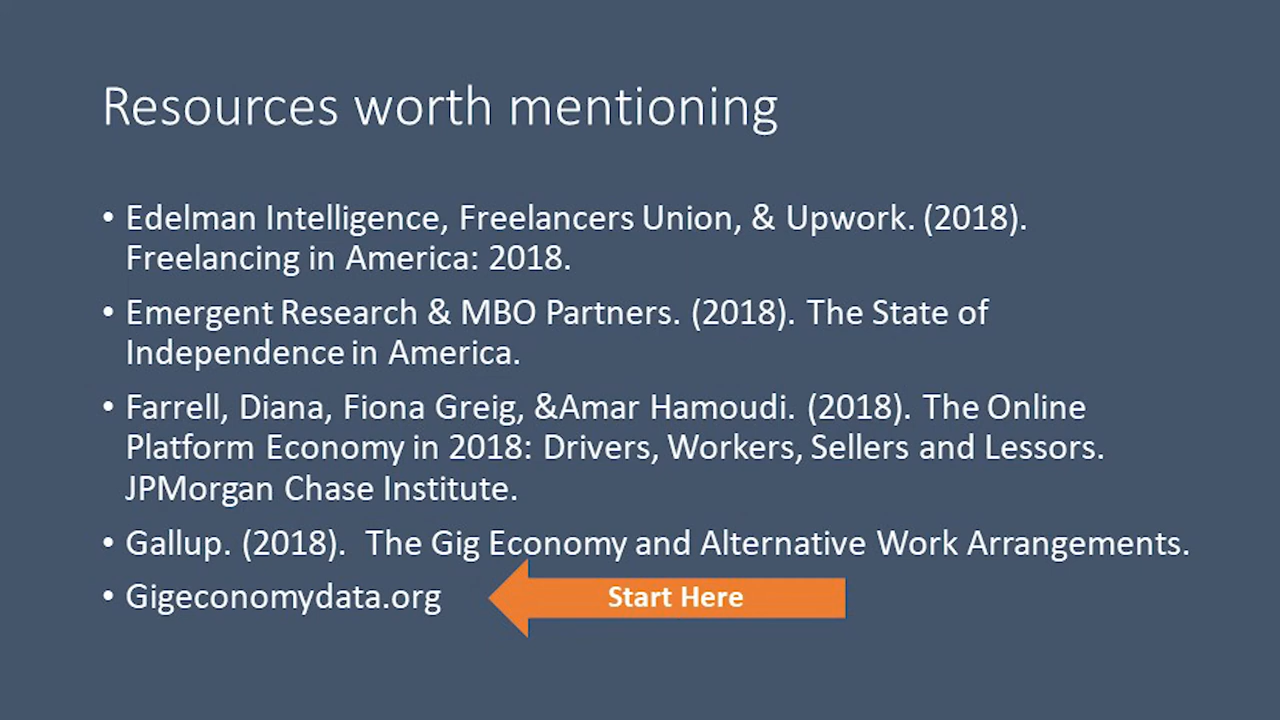 Resources worth mentioning
• Edelman Intelligence, Freelancers Union, & Upwork. (2018).
Freelancing in America: 2018.
• Emergent Research & MBO Partners. (2018). The State of
Independence in America.
• Farrell, Diana, Fiona Greig, &Amar Hamoudi. (2018). The Online
Platform Economy in 2018: Drivers, Workers, Sellers and Lessors.
JPMorgan Chase Institute.
• Gallup. (2018).  The Gig Economy and Alternative Work Arrangements.
• Gigeconomydata.org
Start Here